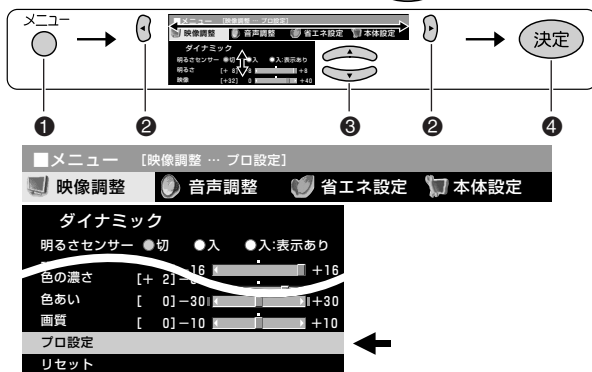 メニュー
■メニュー [映像調整 … プロ設定]
映像調整 音声調整 省エネ設定 本体設定
ダイナミック
明るさセンサー ●切 ●入 ●入:表示あり
明るさ [+ 8] 8 +8
映像 [+32] 0 +40
決定
❶ ❷ ❸ ❷ ❹
■メニュー [映像調整 … プロ設定]
映像調整 音声調整 省エネ設定 本体設定
ダイナミック
明るさセンサー ●切 ●入 ●入:表示あり
16 +16
色の濃さ [+ 2]
色あい [ 0] −30 +30
画質 [ 0] −10 +10
プロ設定
リセット